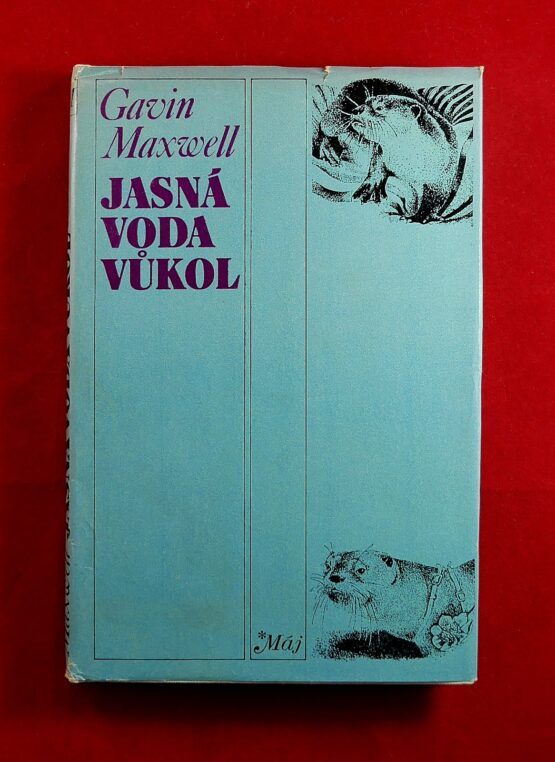 Gavin
Maxwell
JASNÁ
VODA
VŮKOL
*Máj